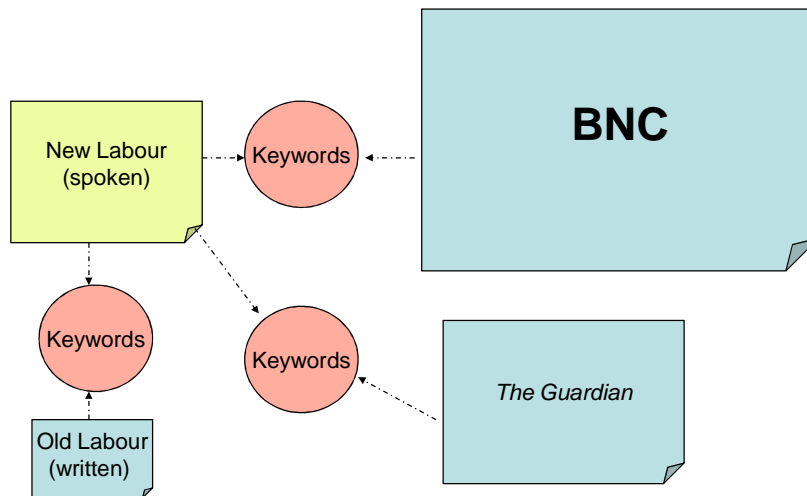 BNC
New Labour
(spoken)
Keywords
Keywords
Keywords
The Guardian
Old Labour
(written)